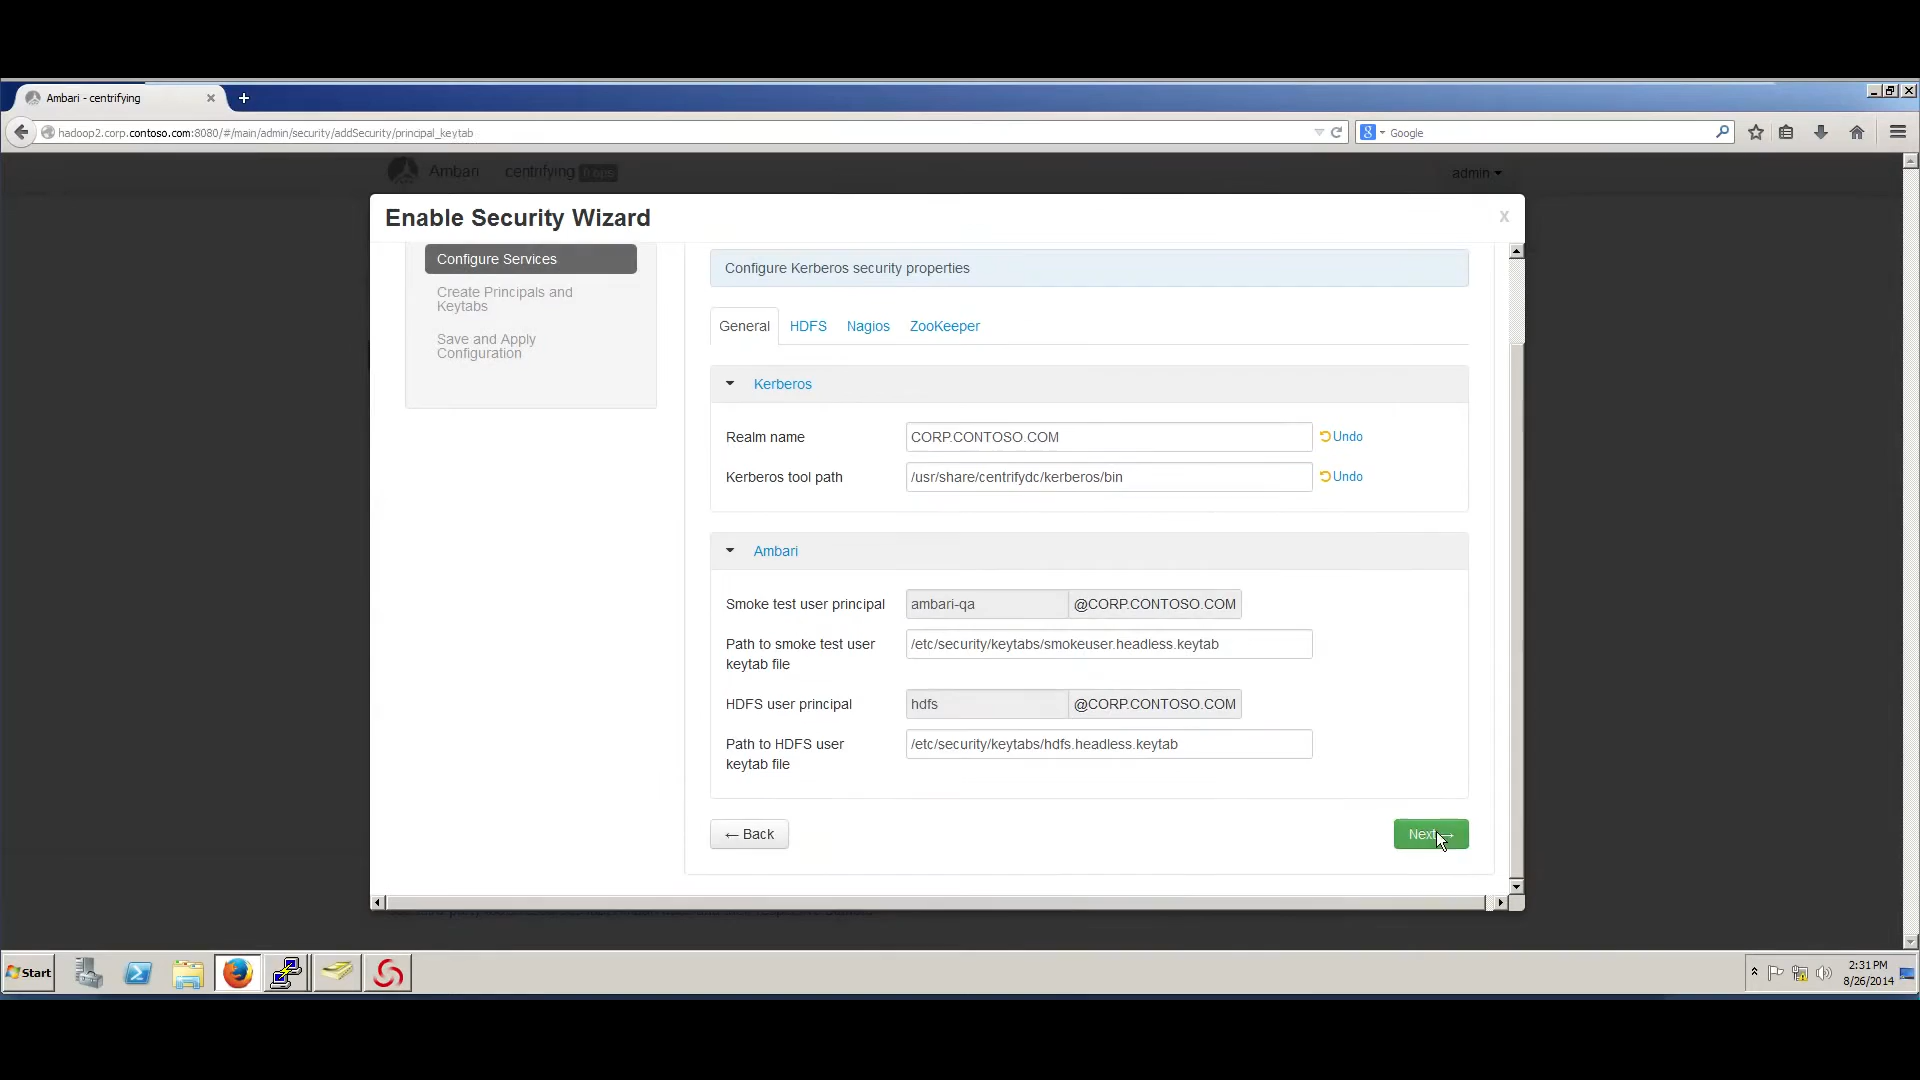 Ambari - centrifying
hadoop2.corp.contoso.com:8080/#/main/admin/security/addSecurity/principal_keytab
Google
Ambari centrifying 0 ops
admin
Enable Security Wizard
X
Configure Services
Create Principals and
Keytabs
Save and Apply
Configuration
Configure Kerberos security properties
General HDFS Nagios ZooKeeper
Kerberos
Realm name CORP.CONTOSO.COM Undo
Kerberos tool path /usr/share/centrifydc/kerberos/bin Undo
Ambari
Smoke test user principal ambari-qa @CORP.CONTOSO.COM
Path to smoke test user
keytab file
/etc/security/keytabs/smokeuser.headless.keytab
HDFS user principal hdfs @CORP.CONTOSO.COM
Path to HDFS user
keytab file
/etc/security/keytabs/hdfs.headless.keytab
← Back
Next →
Start
2:31 PM
8/26/2014